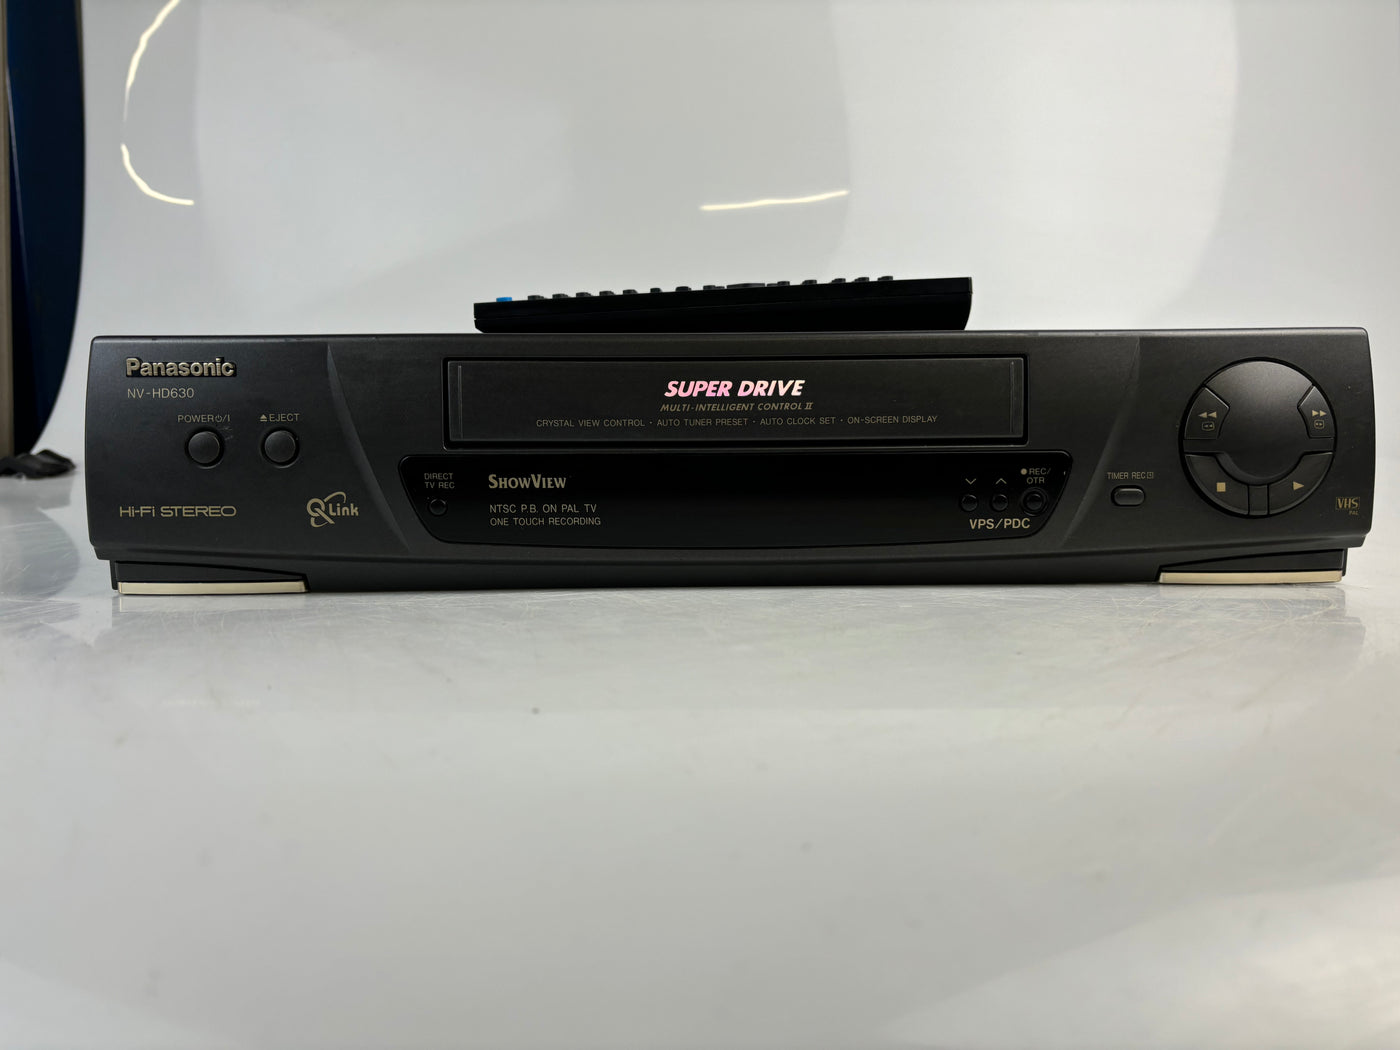 Panasonic
NV-HD630
POWER⏻/I
⏏EJECT
Hi-Fi STEREO
Q Link
SUPER DRIVE
MULTI-INTELLIGENT CONTROL II
CRYSTAL VIEW CONTROL • AUTO TUNER PRESET • AUTO CLOCK SET • ON-SCREEN DISPLAY
DIRECT
TV REC
SHOWVIEW
NTSC P.B. ON PAL TV
ONE TOUCH RECORDING
● REC/
OTR
VPS/PDC
TIMER REC
VHS
PAL